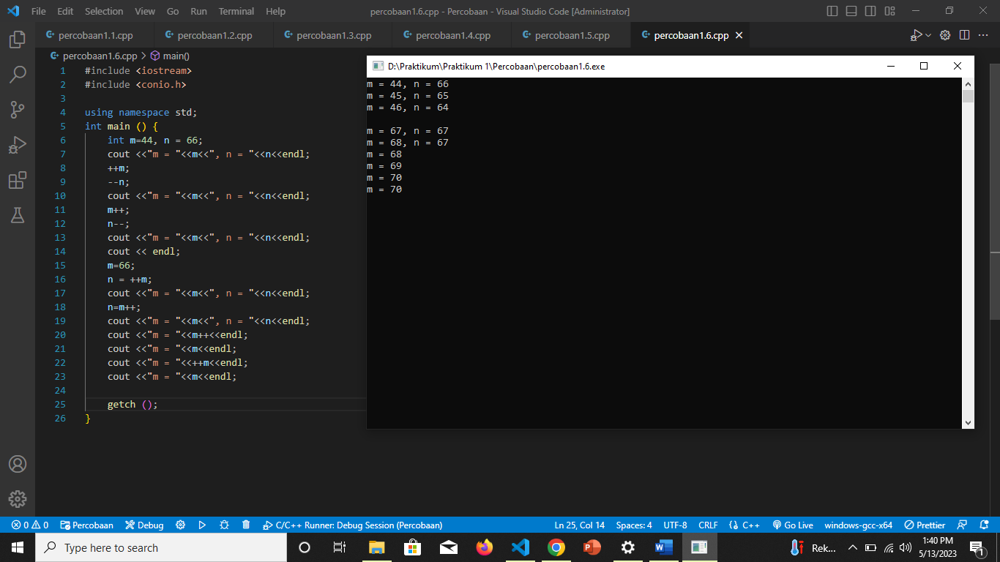 File Edit Selection View Go Run Terminal Help percobaan1.6.cpp - Percobaan - Visual Studio Code [Administrator]
percobaan1.1.cpp percobaan1.2.cpp percobaan1.3.cpp percobaan1.4.cpp percobaan1.5.cpp percobaan1.6.cpp
percobaan1.6.cpp > main()
1 #include <iostream>
2 #include <conio.h>
3
4 using namespace std;
5 int main () {
6 int m=44, n = 66;
7 cout <<"m = "<<m<<", n = "<<n<<endl;
8 ++m;
9 --n;
10 cout <<"m = "<<m<<", n = "<<n<<endl;
11 m++;
12 n--;
13 cout <<"m = "<<m<<", n = "<<n<<endl;
14 cout << endl;
15 m=66;
16 n = ++m;
17 cout <<"m = "<<m<<", n = "<<n<<endl;
18 n=m++;
19 cout <<"m = "<<m<<", n = "<<n<<endl;
20 cout <<"m = "<<m++<<endl;
21 cout <<"m = "<<m<<endl;
22 cout <<"m = "<<++m<<endl;
23 cout <<"m = "<<m<<endl;
24
25 getch ();
26 }
D:\Praktikum\Praktikum 1\Percobaan\percobaan1.6.exe
m = 44, n = 66
m = 45, n = 65
m = 46, n = 64
m = 67, n = 67
m = 68, n = 67
m = 68
m = 69
m = 70
m = 70
0 0 Percobaan Debug C/C++ Runner: Debug Session (Percobaan) Ln 25, Col 14 Spaces: 4 UTF-8 CRLF {} C++ Go Live windows-gcc-x64 Prettier
Type here to search Rek... 1:40 PM
5/13/2023 1